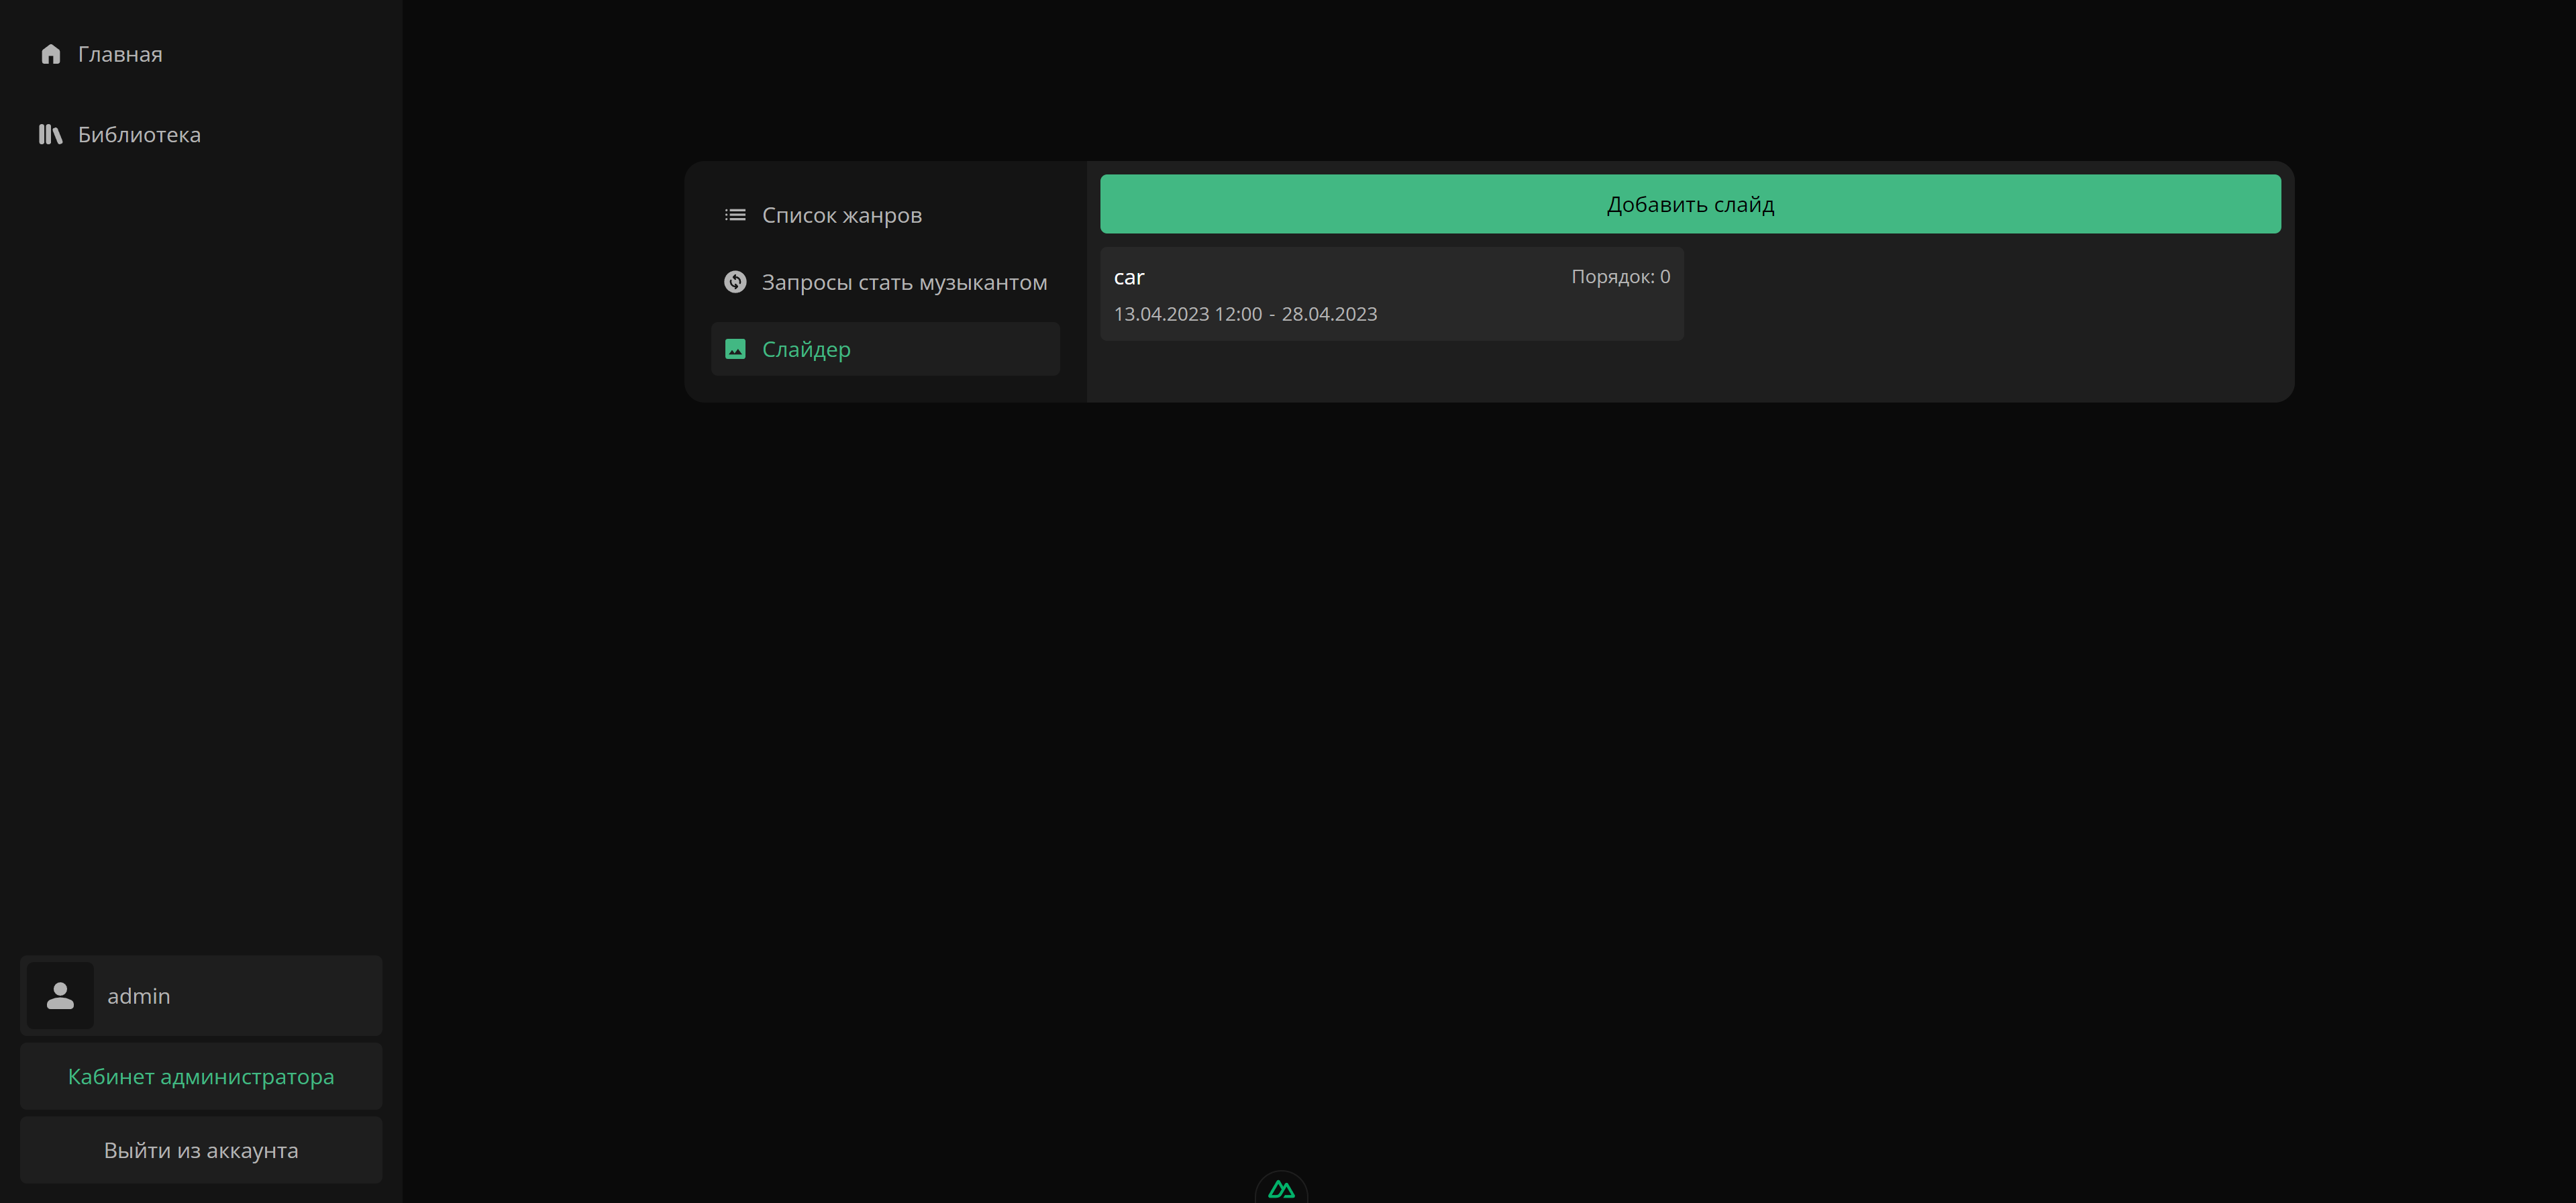 Главная
Библиотека
Список жанров
Запросы стать музыкантом
Слайдер
Добавить слайд
car
Порядок: 0
13.04.2023 12:00 - 28.04.2023
admin
Кабинет администратора
Выйти из аккаунта